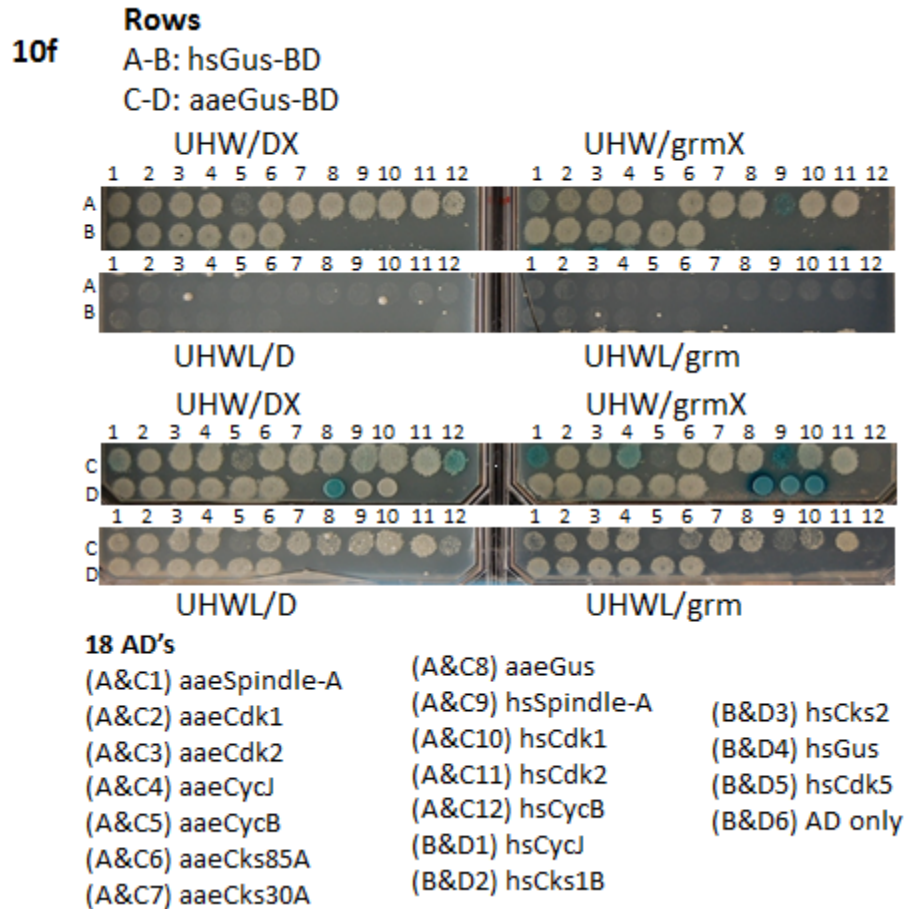 10f
Rows
A-B: hsGus-BD
C-D: aaeGus-BD
UHW/DX UHW/grmX
1 2 3 4 5 6 7 8 9 10 11 12 1 2 3 4 5 6 7 8 9 10 11 12
A
B
1 2 3 4 5 6 7 8 9 10 11 12 1 2 3 4 5 6 7 8 9 10 11 12
A
B
UHWL/D UHWL/grm
UHW/DX UHW/grmX
1 2 3 4 5 6 7 8 9 10 11 12 1 2 3 4 5 6 7 8 9 10 11 12
C
D
1 2 3 4 5 6 7 8 9 10 11 12 1 2 3 4 5 6 7 8 9 10 11 12
C
D
UHWL/D UHWL/grm
18 AD's
(A&C1) aaeSpindle-A
(A&C2) aaeCdk1
(A&C3) aaeCdk2
(A&C4) aaeCycJ
(A&C5) aaeCycB
(A&C6) aaeCks85A
(A&C7) aaeCks30A
(A&C8) aaeGus
(A&C9) hsSpindle-A
(A&C10) hsCdk1
(A&C11) hsCdk2
(A&C12) hsCycB
(B&D1) hsCycJ
(B&D2) hsCks1B
(B&D3) hsCks2
(B&D4) hsGus
(B&D5) hsCdk5
(B&D6) AD only